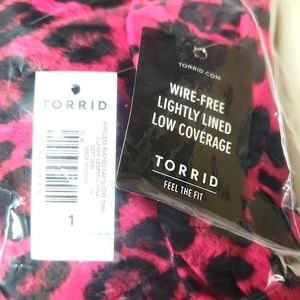 TORRID
1
TORRID.COM
WIRE-FREE
LIGHTLY LINED
LOW COVERAGE
TORRID
FEEL THE FIT